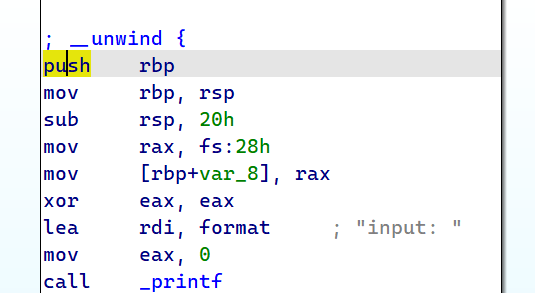 ; __unwind {
push rbp
mov rbp, rsp
sub rsp, 20h
mov rax, fs:28h
mov [rbp+var_8], rax
xor eax, eax
lea rdi, format ; "input: "
mov eax, 0
call _printf